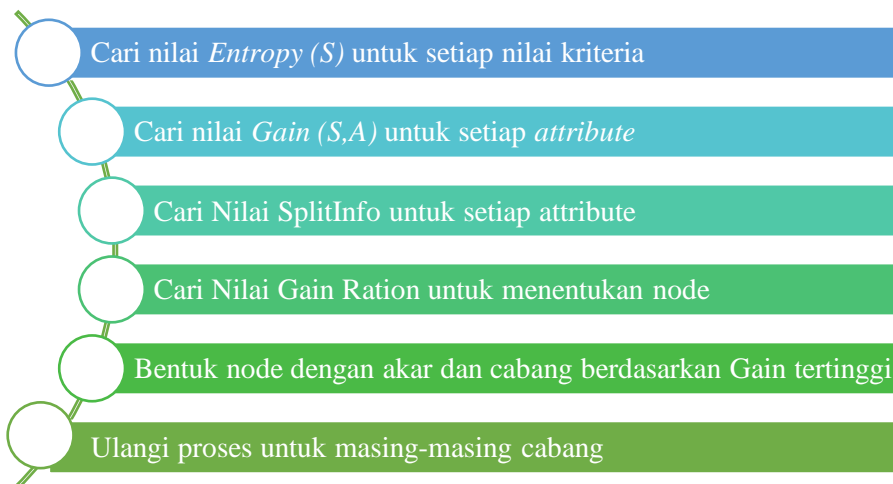 Cari nilai Entropy (S) untuk setiap nilai kriteria
Cari nilai Gain (S,A) untuk setiap attribute
Cari Nilai SplitInfo untuk setiap attribute
Cari Nilai Gain Ration untuk menentukan node
Bentuk node dengan akar dan cabang berdasarkan Gain tertinggi
Ulangi proses untuk masing-masing cabang